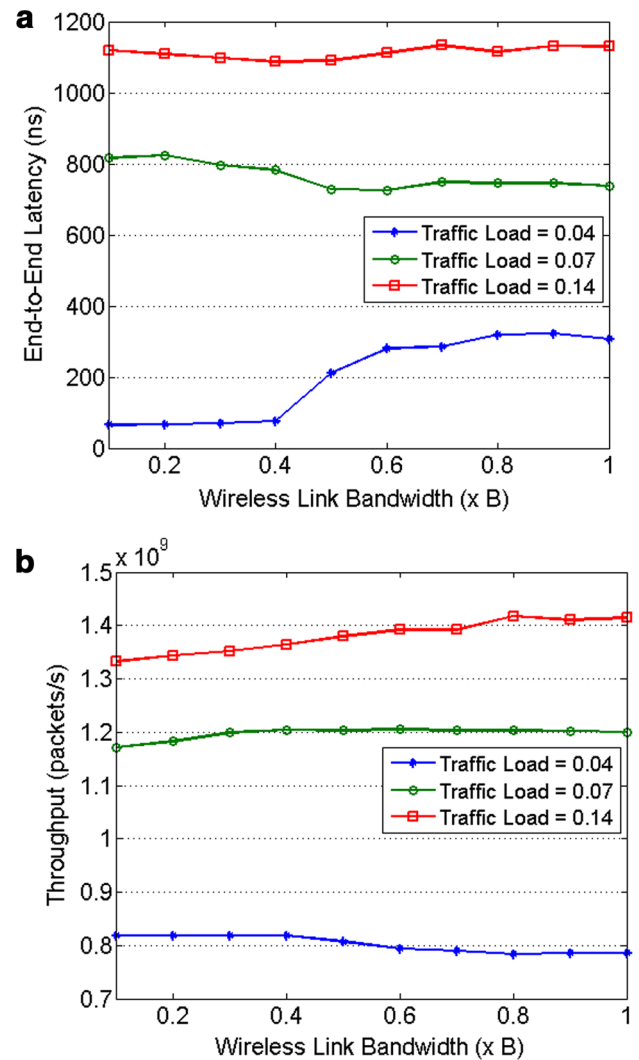 a
1200
1000
800
600
400
200
0
End-to-End Latency (ns)
Traffic Load = 0.04
Traffic Load = 0.07
Traffic Load = 0.14
0.2 0.4 0.6 0.8 1
Wireless Link Bandwidth (x B)
b
x 10^9
1.5
1.4
1.3
1.2
1.1
1
0.9
0.8
0.7
Throughput (packets/s)
Traffic Load = 0.04
Traffic Load = 0.07
Traffic Load = 0.14
0.2 0.4 0.6 0.8 1
Wireless Link Bandwidth (x B)